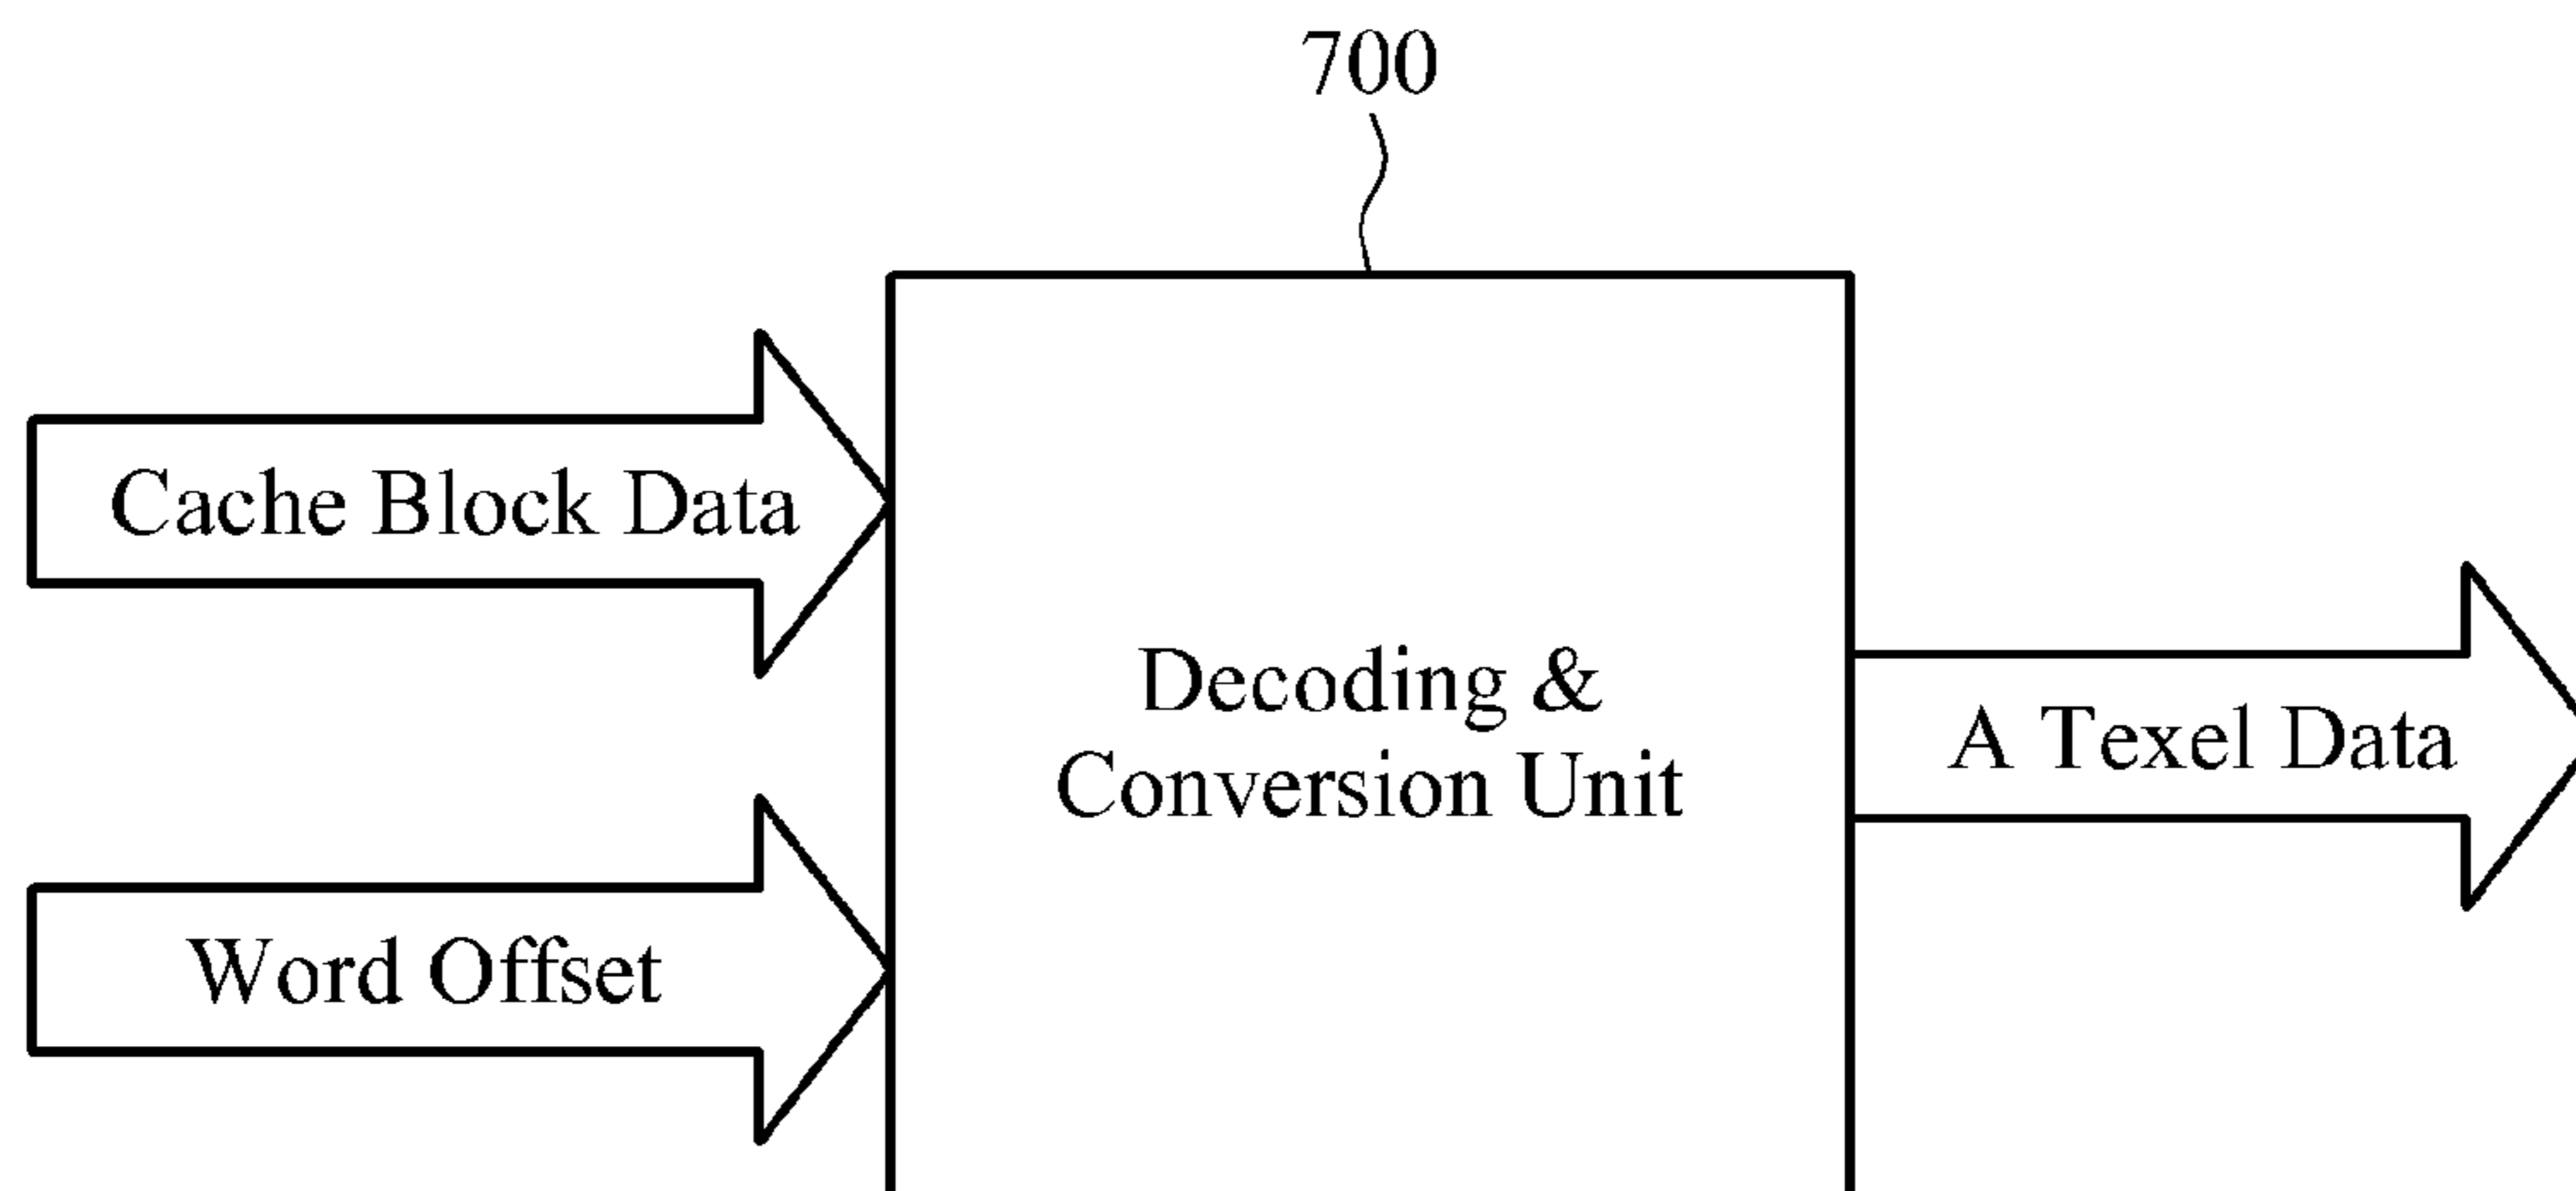 700
Cache Block Data
Decoding &
Conversion Unit
A Texel Data
Word Offset